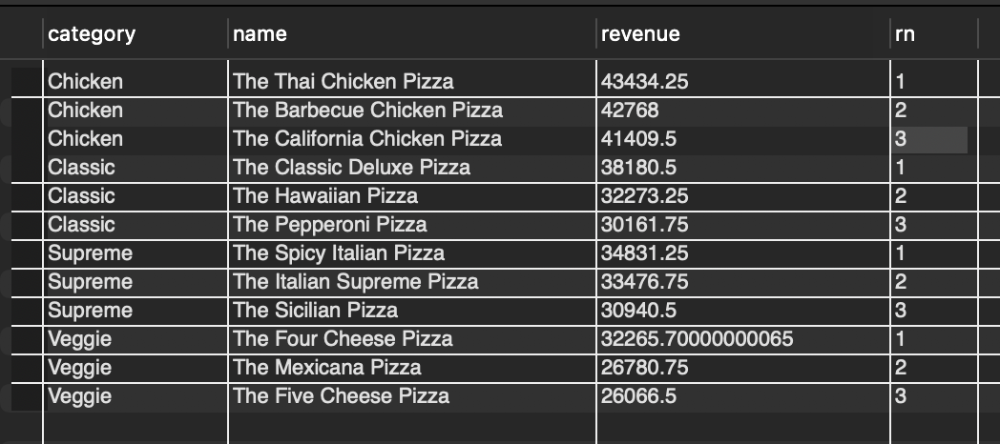 category name revenue rn
Chicken The Thai Chicken Pizza 43434.25 1
Chicken The Barbecue Chicken Pizza 42768 2
Chicken The California Chicken Pizza 41409.5 3
Classic The Classic Deluxe Pizza 38180.5 1
Classic The Hawaiian Pizza 32273.25 2
Classic The Pepperoni Pizza 30161.75 3
Supreme The Spicy Italian Pizza 34831.25 1
Supreme The Italian Supreme Pizza 33476.75 2
Supreme The Sicilian Pizza 30940.5 3
Veggie The Four Cheese Pizza 32265.70000000065 1
Veggie The Mexicana Pizza 26780.75 2
Veggie The Five Cheese Pizza 26066.5 3